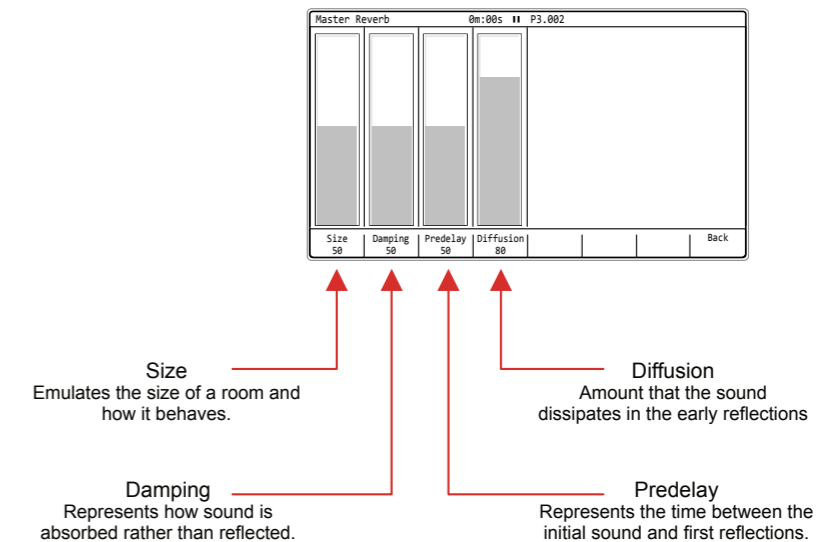 Master Reverb 0m:00s II P3.002
Size Damping Predelay Diffusion Back
50 50 50 80
Size
Emulates the size of a room and
how it behaves.
Diffusion
Amount that the sound
dissipates in the early reflections
Damping
Represents how sound is
absorbed rather than reflected.
Predelay
Represents the time between the
initial sound and first reflections.